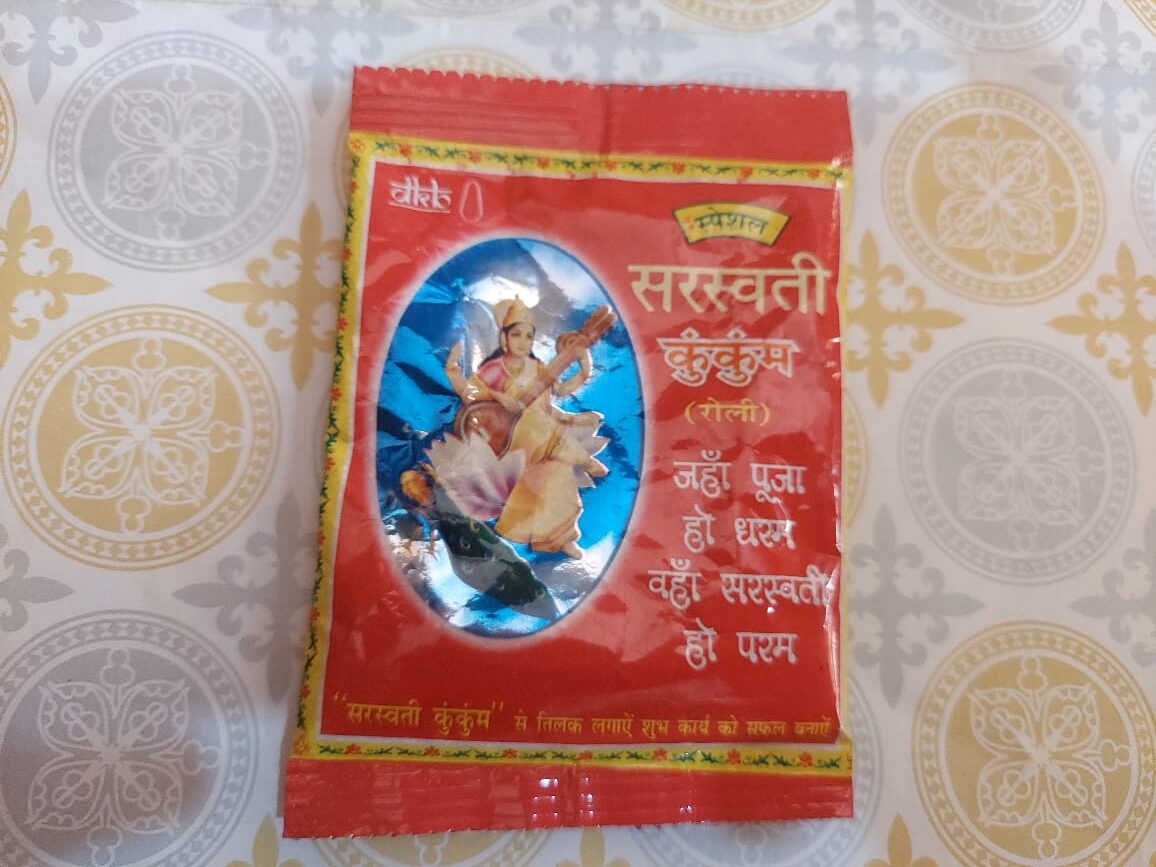 स्पेशल
सरस्वती
कुंकुंम
(रोली)
जहाँ पूजा
हो धरम
वहाँ सरस्वती
हो परम
"सरस्वती कुंकुंम" से तिलक लगाऐं शुभ कार्य को सफल बनाऐं